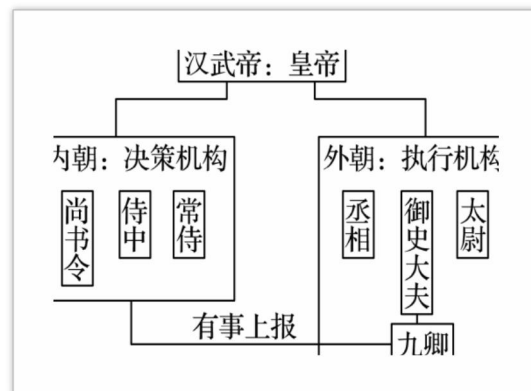 汉武帝：皇帝
内朝：决策机构
外朝：执行机构
尚书令
侍中
常侍
丞相
御史大夫
太尉
有事上报
九卿